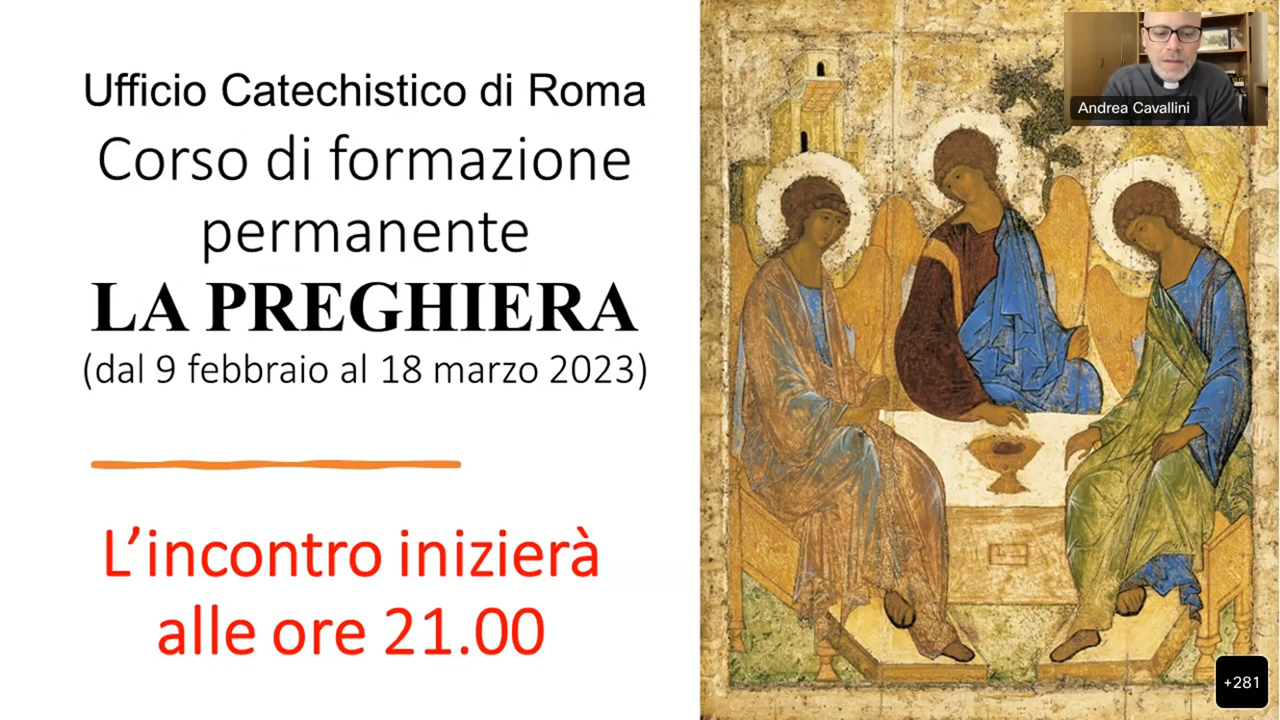 Ufficio Catechistico di Roma
Corso di formazione
permanente
LA PREGHIERA
(dal 9 febbraio al 18 marzo 2023)
L’incontro inizierà
alle ore 21.00
Andrea Cavallini
+281